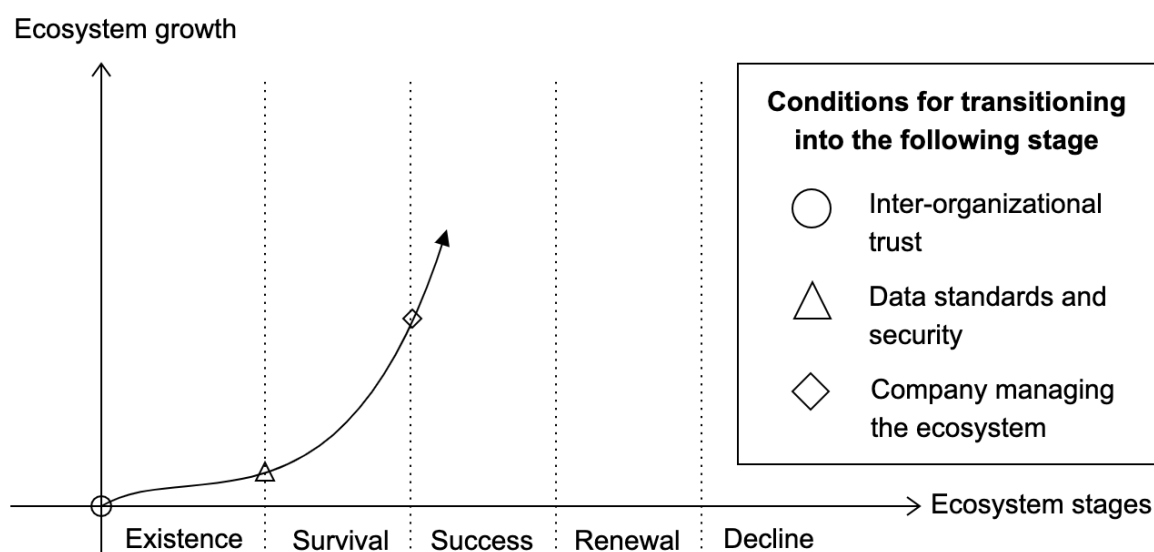 Ecosystem growth
Conditions for transitioning
into the following stage
Inter-organizational
trust
Data standards and
security
Company managing
the ecosystem
Ecosystem stages
Existence
Survival
Success
Renewal
Decline